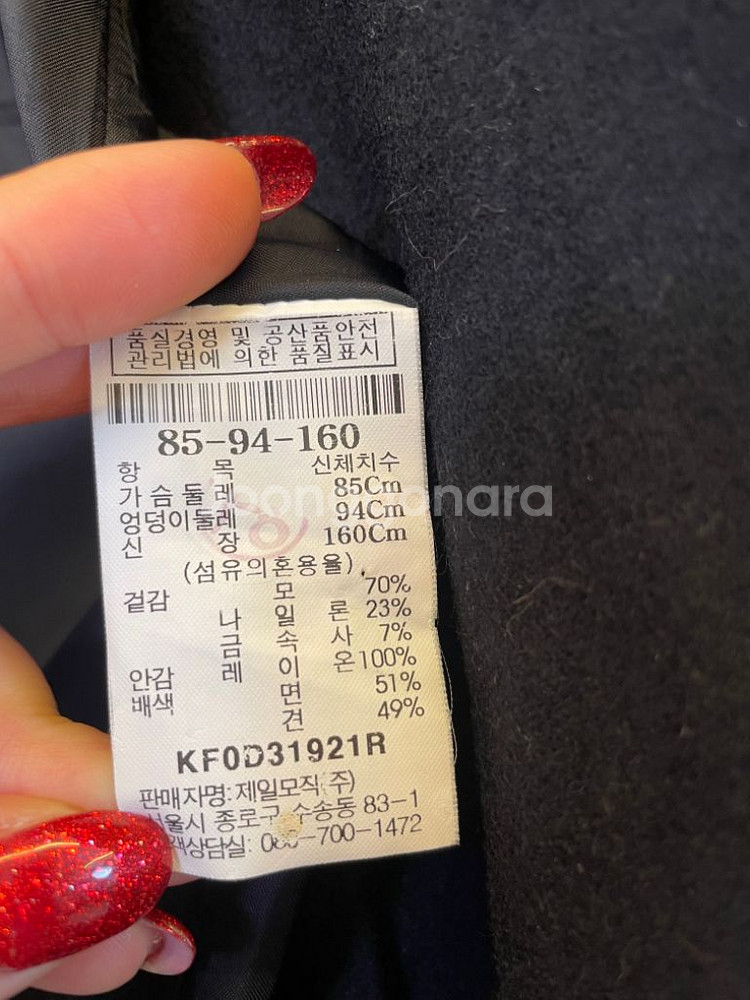 품질경영 및 공산품안전
관리법에 의한 품질표시
85-94-160
항 목 신체치수
가슴둘레 85Cm
엉덩이둘레 94Cm
신 장 160Cm
(섬유의혼용율)
겉감 모 70%
나일론 23%
금속사 7%
안감 레이온 100%
배색 면 51%
견 49%
KF0D31921R
판매자명: 제일모직(주)
서울시 종로구 수송동 83-1
객상담실: -700-1472